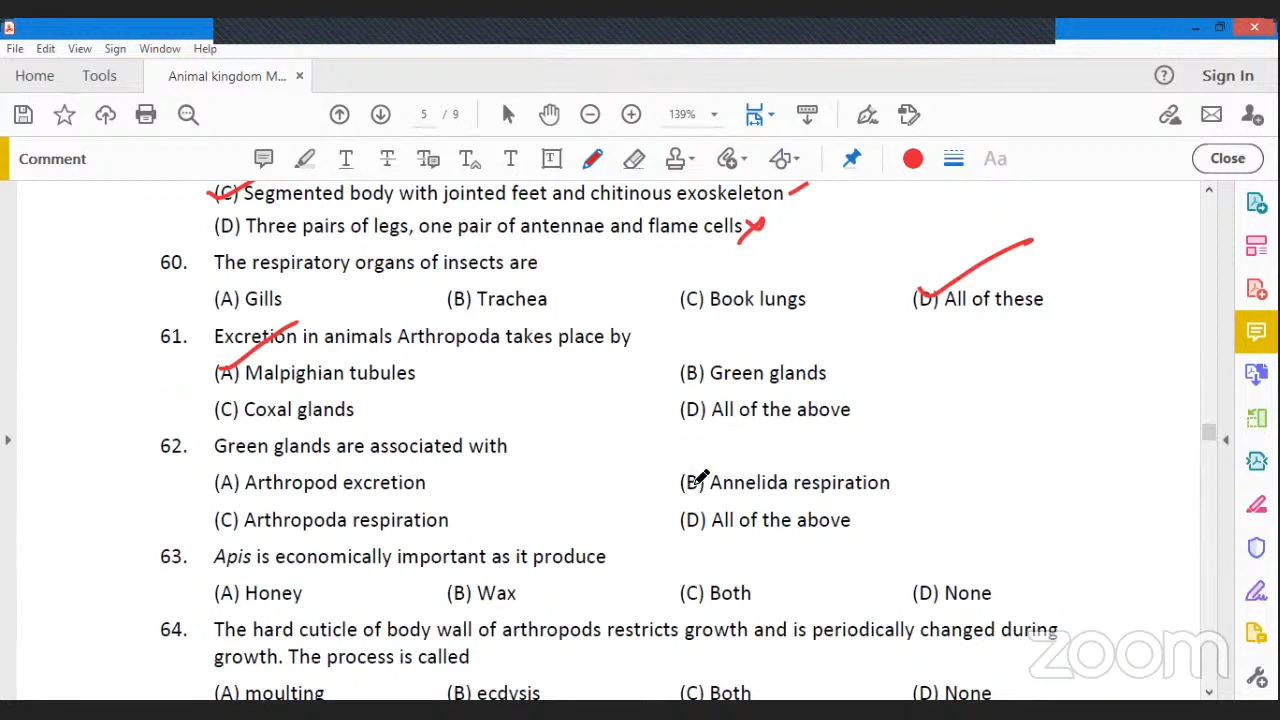 File Edit View Sign Window Help
Home Tools Animal kingdom M... × Sign In
5 / 9 139%
Comment Close
(C) Segmented body with jointed feet and chitinous exoskeleton
(D) Three pairs of legs, one pair of antennae and flame cells
60. The respiratory organs of insects are
(A) Gills (B) Trachea (C) Book lungs (D) All of these
61. Excretion in animals Arthropoda takes place by
(A) Malpighian tubules (B) Green glands
(C) Coxal glands (D) All of the above
62. Green glands are associated with
(A) Arthropod excretion (B) Annelida respiration
(C) Arthropoda respiration (D) All of the above
63. Apis is economically important as it produce
(A) Honey (B) Wax (C) Both (D) None
64. The hard cuticle of body wall of arthropods restricts growth and is periodically changed during
growth. The process is called
(A) moulting (B) ecdysis (C) Both (D) None
zoom